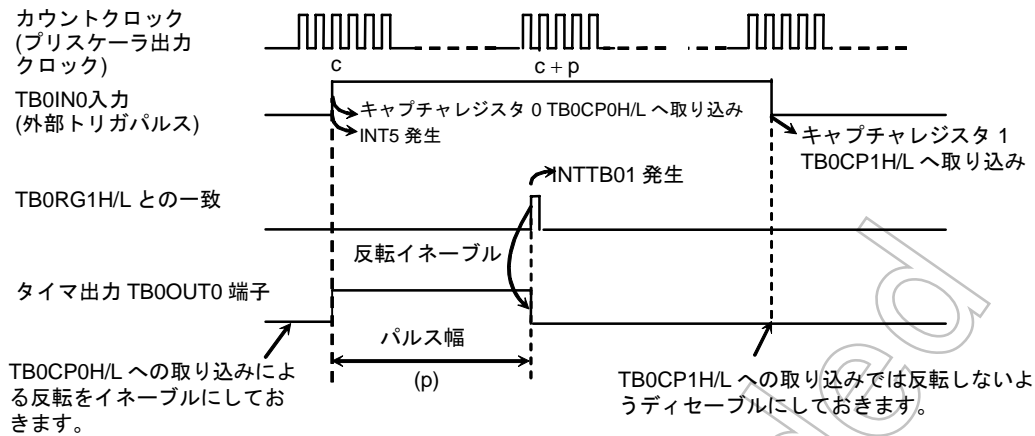 カウントクロック
(プリスケーラ出力
クロック)
c
c + p
TB0IN0入力
(外部トリガパルス)
キャプチャレジスタ 0 TB0CP0H/L へ取り込み
INT5 発生
キャプチャレジスタ 1
TB0CP1H/L へ取り込み
INTTB01 発生
TB0RG1H/L との一致
反転イネーブル
タイマ出力 TB0OUT0 端子
パルス幅
(p)
TB0CP0H/L への取り込みによ
る反転をイネーブルにしてお
きます。
TB0CP1H/L への取り込みでは反転しないよ
うディセーブルにしておきます。
ded